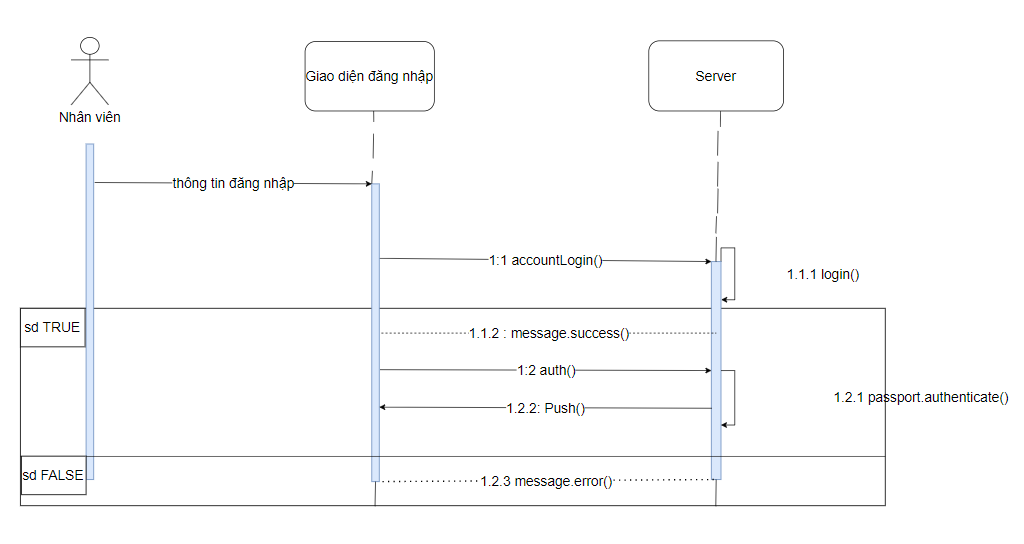 Nhân viên
Giao diện đăng nhập
Server
thông tin đăng nhập
1:1 accountLogin()
1.1.1 login()
sd TRUE
1.1.2 : message.success()
1:2 auth()
1.2.1 passport.authenticate()
1.2.2: Push()
sd FALSE
1.2.3 message.error()